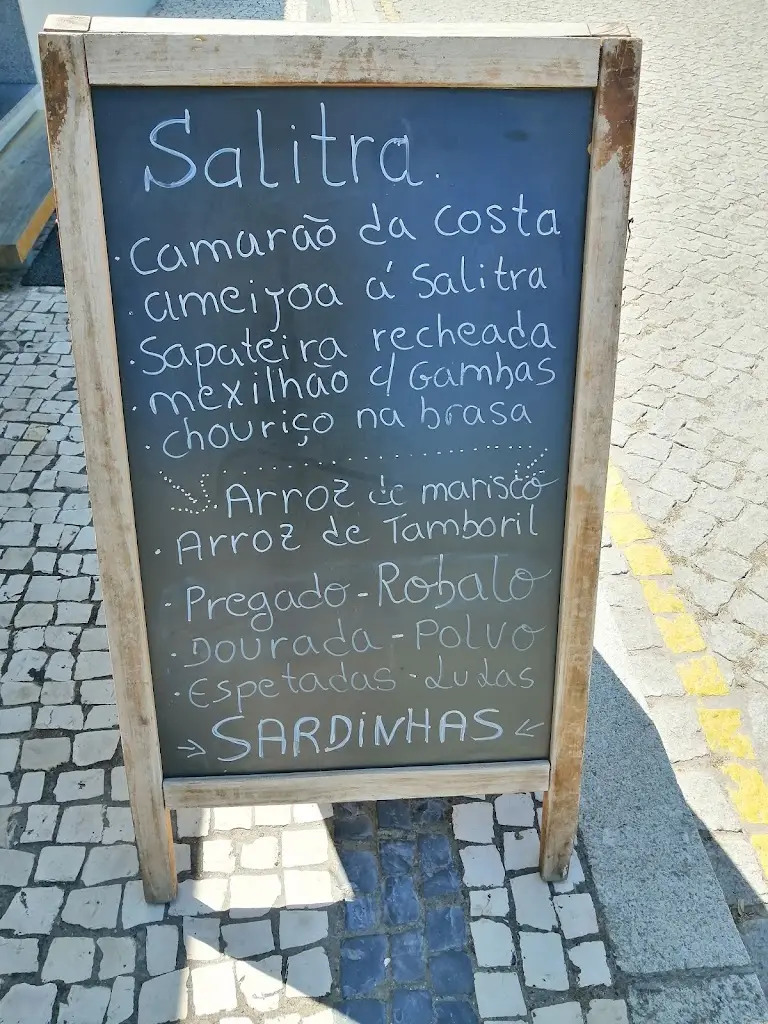 Salitra.
· camarão da costa
· ameijoa á Salitra
· Sapateira recheada
· mexilhão c/ Gambas
· chouriço na brasa
Arroz de marisco
· Arroz de Tamboril
· Pregado - Robalo
· Dourada - Polvo
· Espetadas - Lulas
→ SARDINHAS ←